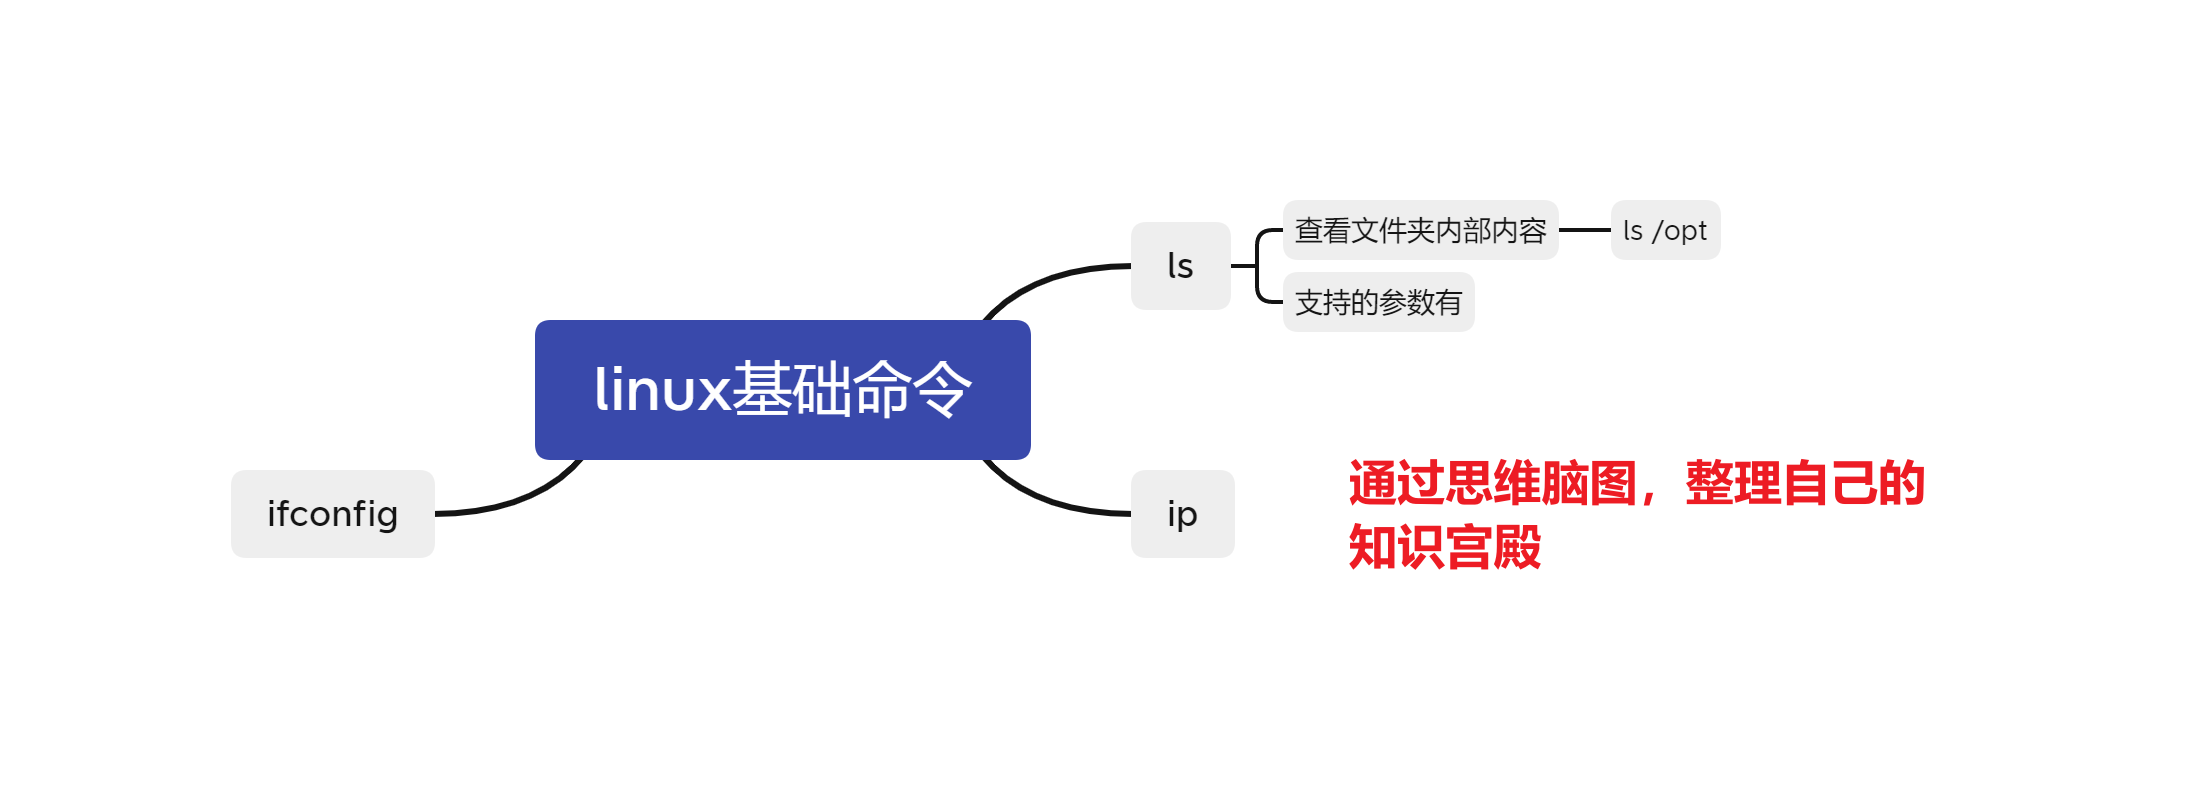 查看文件夹内部内容
ls /opt
ls
支持的参数有
linux基础命令
ifconfig
ip
通过思维脑图，整理自己的
知识宫殿